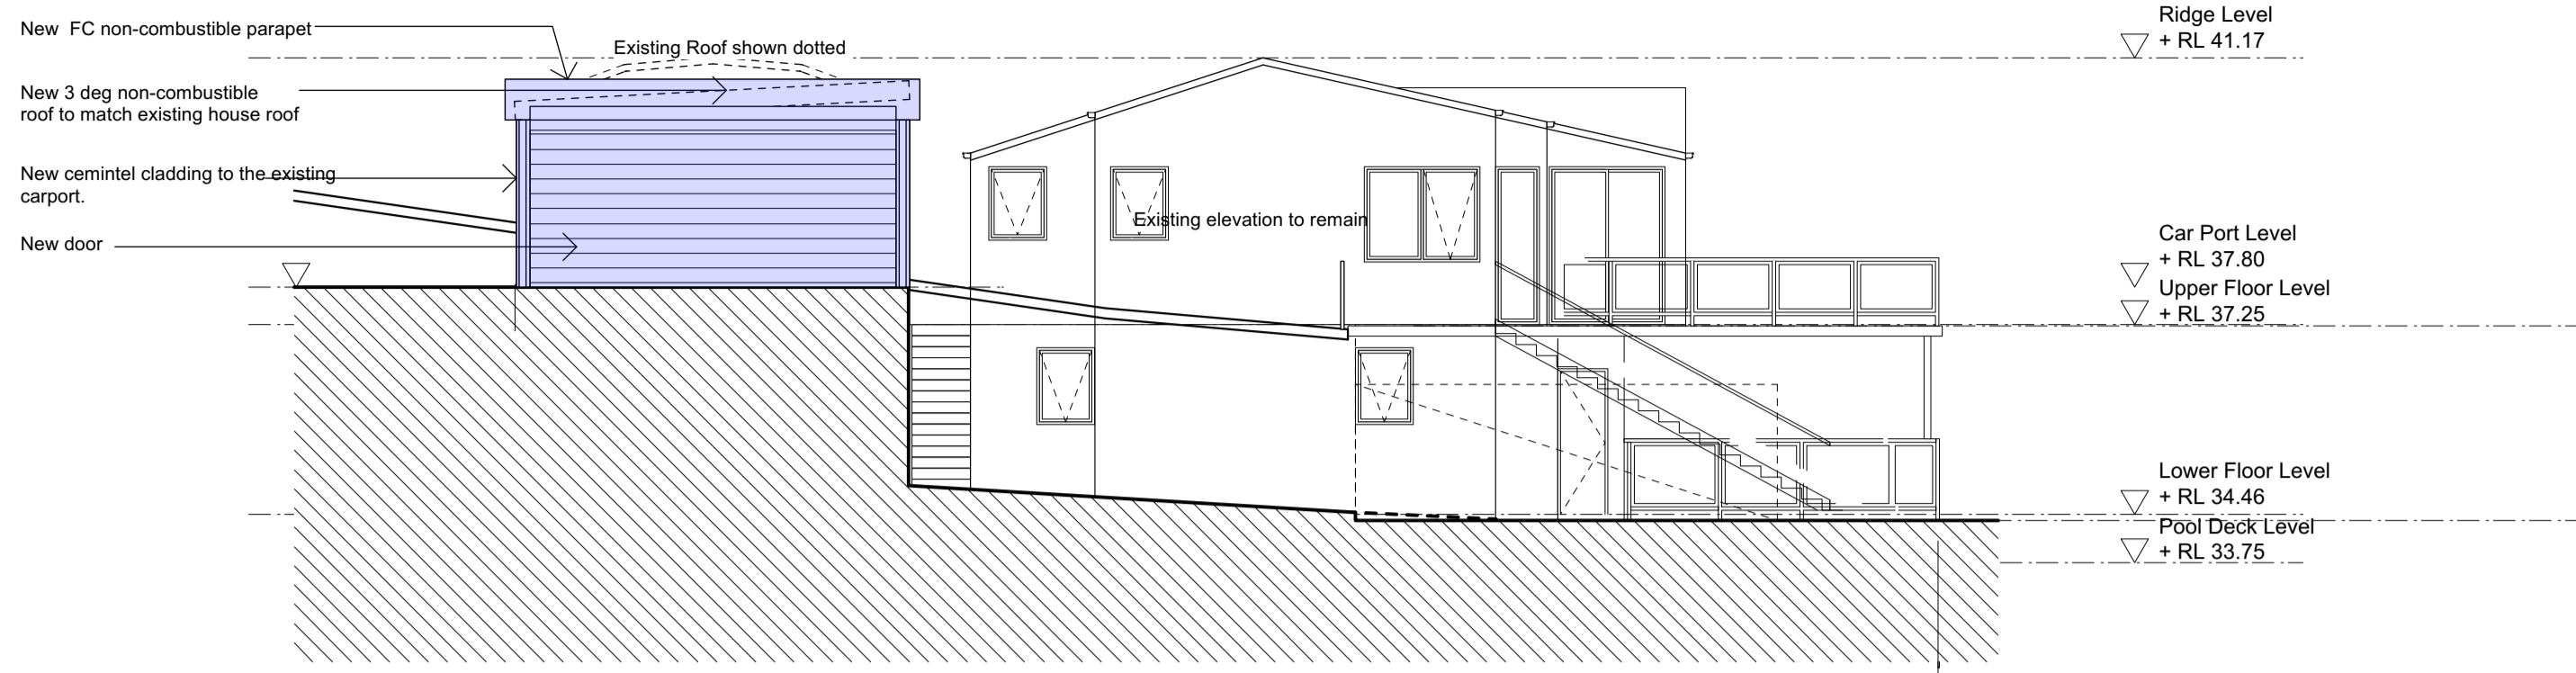 New FC non-combustible parapet
Existing Roof shown dotted
New 3 deg non-combustible
roof to match existing house roof
New cemintel cladding to the existing
carport.
New door
Existing elevation to remain
Ridge Level
+ RL 41.17
Car Port Level
+ RL 37.80
Upper Floor Level
+ RL 37.25
Lower Floor Level
+ RL 34.46
Pool Deck Level
+ RL 33.75